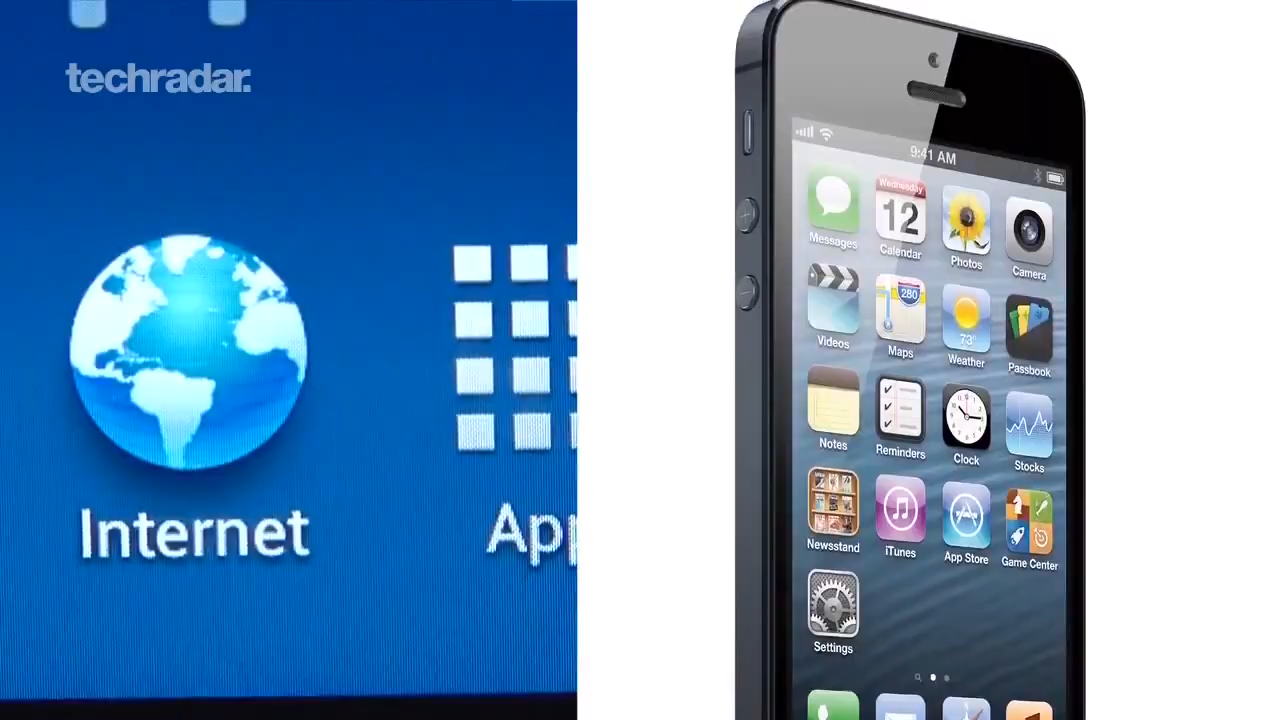 techradar.
Internet
App
9:41 AM
Messages
Wednesday
12
Calendar
Photos
Camera
Videos
280
Maps
73°
Weather
Passbook
Notes
Reminders
Clock
Stocks
Newsstand
iTunes
App Store
Game Center
Settings